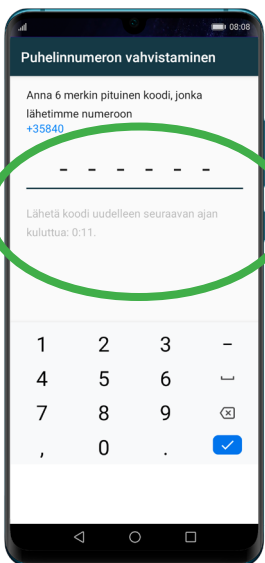 08:08
Puhelinnumeron vahvistaminen
Anna 6 merkin pituinen koodi, jonka
lähetimme numeroon
+35840
– – – – – –
Lähetä koodi uudelleen seuraavan ajan
kuluttua: 0:11.
1 2 3 –
4 5 6
7 8 9
, 0 .